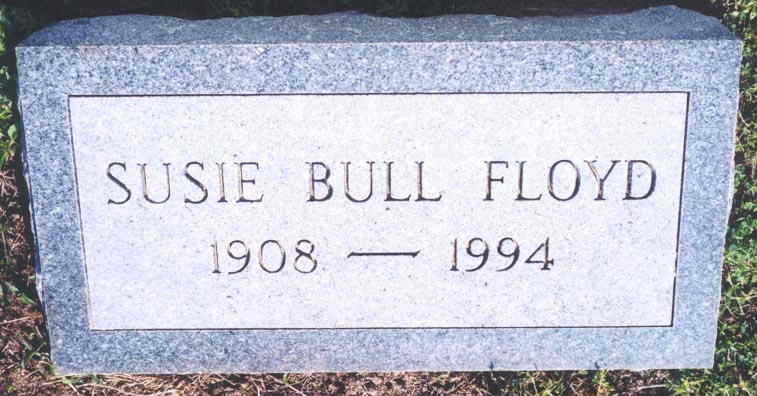 SUSIE BULL FLOYD
1908 — 1994